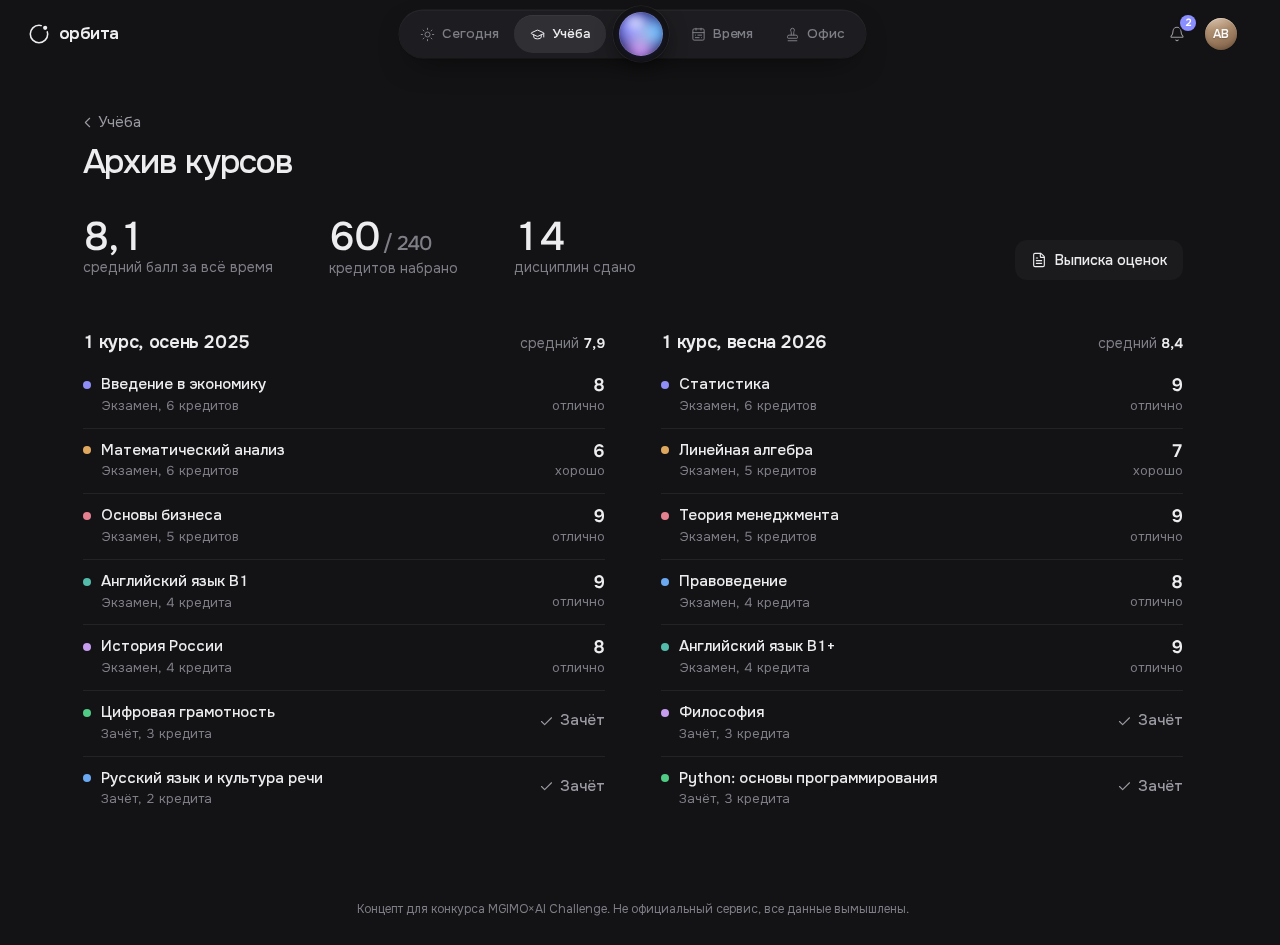 орбита
Сегодня
Учёба
Время
Офис
2
АВ
Учёба
Архив курсов
8,1
средний балл за всё время
60 / 240
кредитов набрано
14
дисциплин сдано
Выписка оценок
1 курс, осень 2025
средний 7,9
Введение в экономику
8
Экзамен, 6 кредитов
отлично
Математический анализ
6
Экзамен, 6 кредитов
хорошо
Основы бизнеса
9
Экзамен, 5 кредитов
отлично
Английский язык B1
9
Экзамен, 4 кредита
отлично
История России
8
Экзамен, 4 кредита
отлично
Цифровая грамотность
Зачёт, 3 кредита
Зачёт
Русский язык и культура речи
Зачёт, 2 кредита
Зачёт
1 курс, весна 2026
средний 8,4
Статистика
9
Экзамен, 6 кредитов
отлично
Линейная алгебра
7
Экзамен, 5 кредитов
хорошо
Теория менеджмента
9
Экзамен, 5 кредитов
отлично
Правоведение
8
Экзамен, 4 кредита
отлично
Английский язык B1+
9
Экзамен, 4 кредита
отлично
Философия
Зачёт, 3 кредита
Зачёт
Python: основы программирования
Зачёт, 3 кредита
Зачёт
Концепт для конкурса MGIMO×AI Challenge. Не официальный сервис, все данные вымышлены.